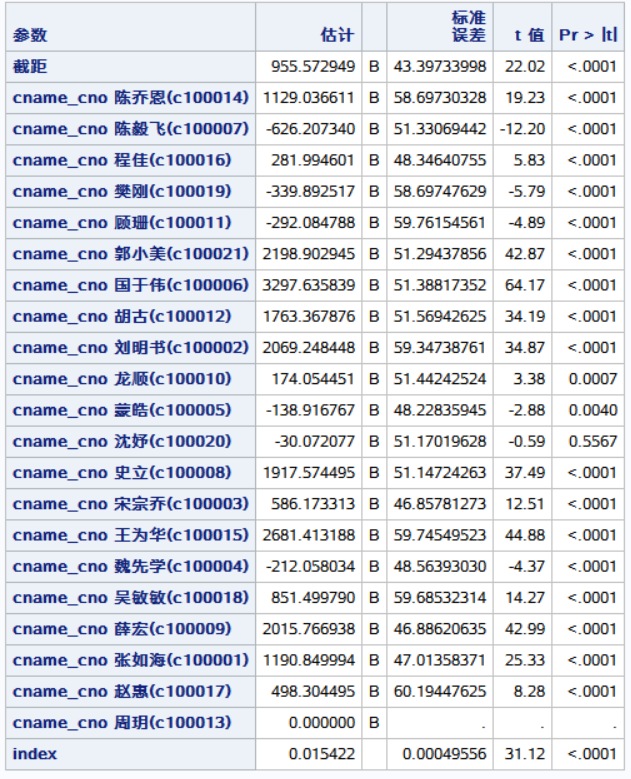 参数 估计 标准误差 t 值 Pr > |t|
截距 955.572949 B 43.39733998 22.02 <.0001
cname_cno 陈乔恩(c100014) 1129.036611 B 58.69730328 19.23 <.0001
cname_cno 陈毅飞(c100007) -626.207340 B 51.33069442 -12.20 <.0001
cname_cno 程佳(c100016) 281.994601 B 48.34640755 5.83 <.0001
cname_cno 樊刚(c100019) -339.892517 B 58.69747629 -5.79 <.0001
cname_cno 顾珊(c100011) -292.084788 B 59.76154561 -4.89 <.0001
cname_cno 郭小美(c100021) 2198.902945 B 51.29437856 42.87 <.0001
cname_cno 国于伟(c100006) 3297.635839 B 51.38817352 64.17 <.0001
cname_cno 胡古(c100012) 1763.367876 B 51.56942625 34.19 <.0001
cname_cno 刘明书(c100002) 2069.248448 B 59.34738761 34.87 <.0001
cname_cno 龙顺(c100010) 174.054451 B 51.44242524 3.38 0.0007
cname_cno 蒙皓(c100005) -138.916767 B 48.22835945 -2.88 0.0040
cname_cno 沈妤(c100020) -30.072077 B 51.17019628 -0.59 0.5567
cname_cno 史立(c100008) 1917.574495 B 51.14724263 37.49 <.0001
cname_cno 宋宗乔(c100003) 586.173313 B 46.85781273 12.51 <.0001
cname_cno 王为华(c100015) 2681.413188 B 59.74549523 44.88 <.0001
cname_cno 魏先学(c100004) -212.058034 B 48.56393030 -4.37 <.0001
cname_cno 吴敏敏(c100018) 851.499790 B 59.68532314 14.27 <.0001
cname_cno 薛宏(c100009) 2015.766938 B 46.88620635 42.99 <.0001
cname_cno 张如海(c100001) 1190.849994 B 47.01358371 25.33 <.0001
cname_cno 赵惠(c100017) 498.304495 B 60.19447625 8.28 <.0001
cname_cno 周玥(c100013) 0.000000 B . . .
index 0.015422 0.00049556 31.12 <.0001